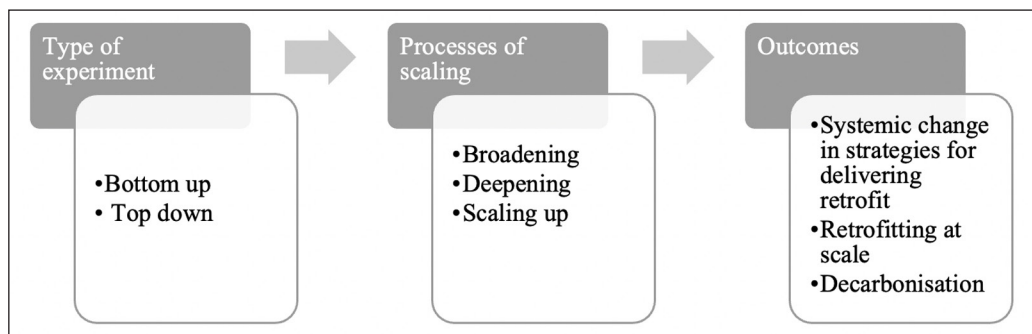 Type of
experiment
•Bottom up
• Top down
Processes of
scaling
•Broadening
•Deepening
•Scaling up
Outcomes
•Systemic change
in strategies for
delivering
retrofit
•Retrofitting at
scale
•Decarbonisation